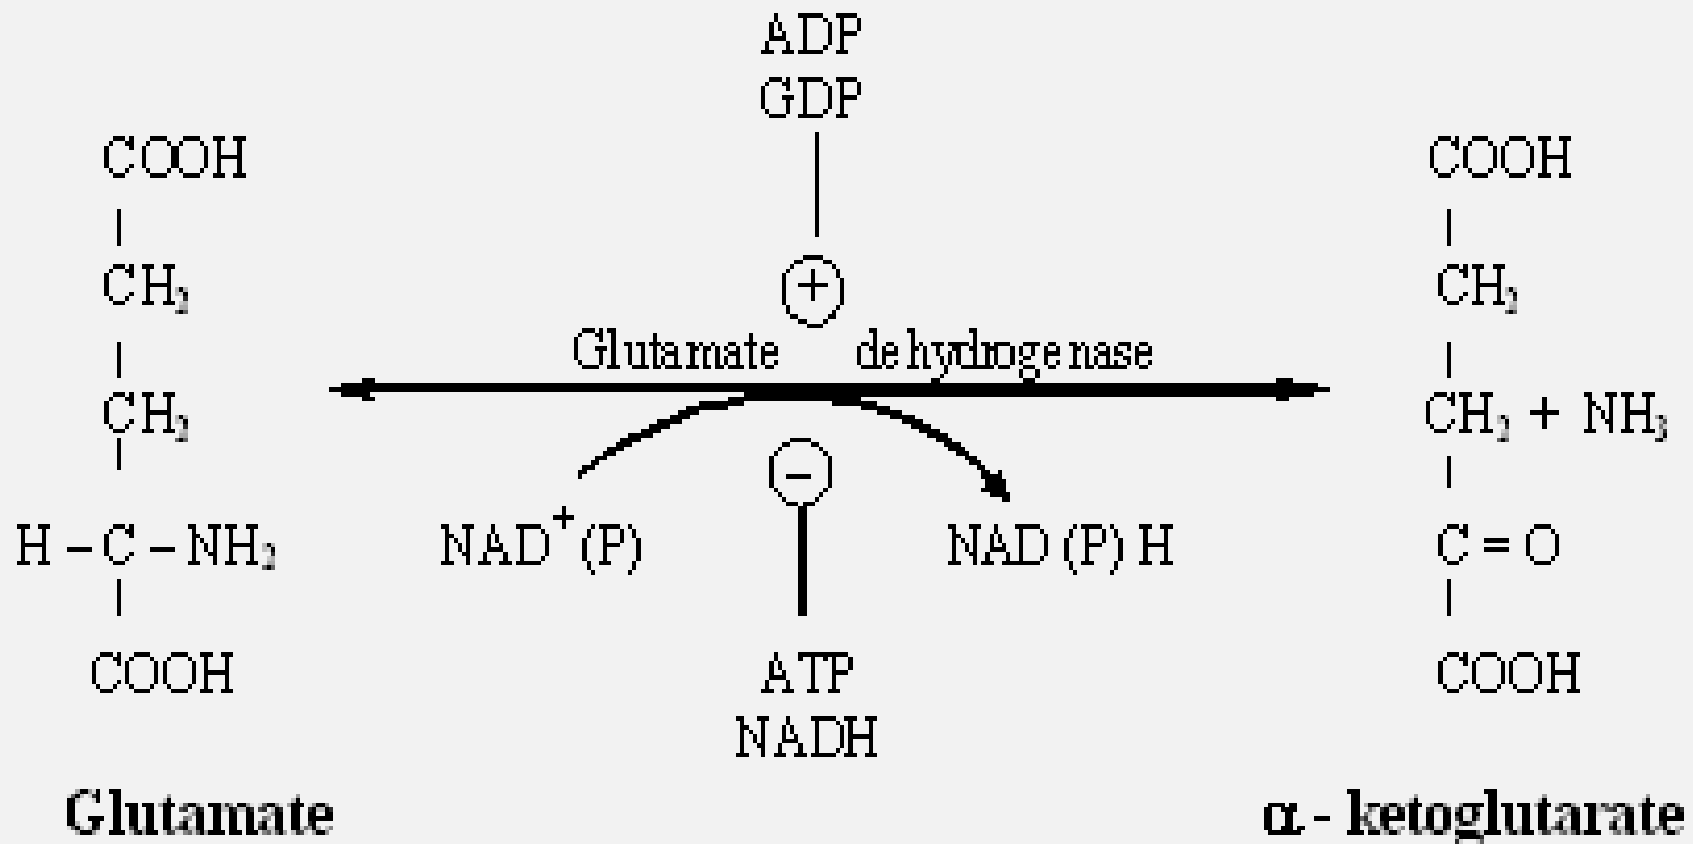 ADP
GDP
COOH
CH₂
CH₂
H – C – NH₂
COOH
Glutamate
+
Glutamate dehydrogenase
NAD⁺(P)
–
NAD (P) H
ATP
NADH
COOH
CH₂
CH₂ + NH₃
C = O
COOH
α - ketoglutarate